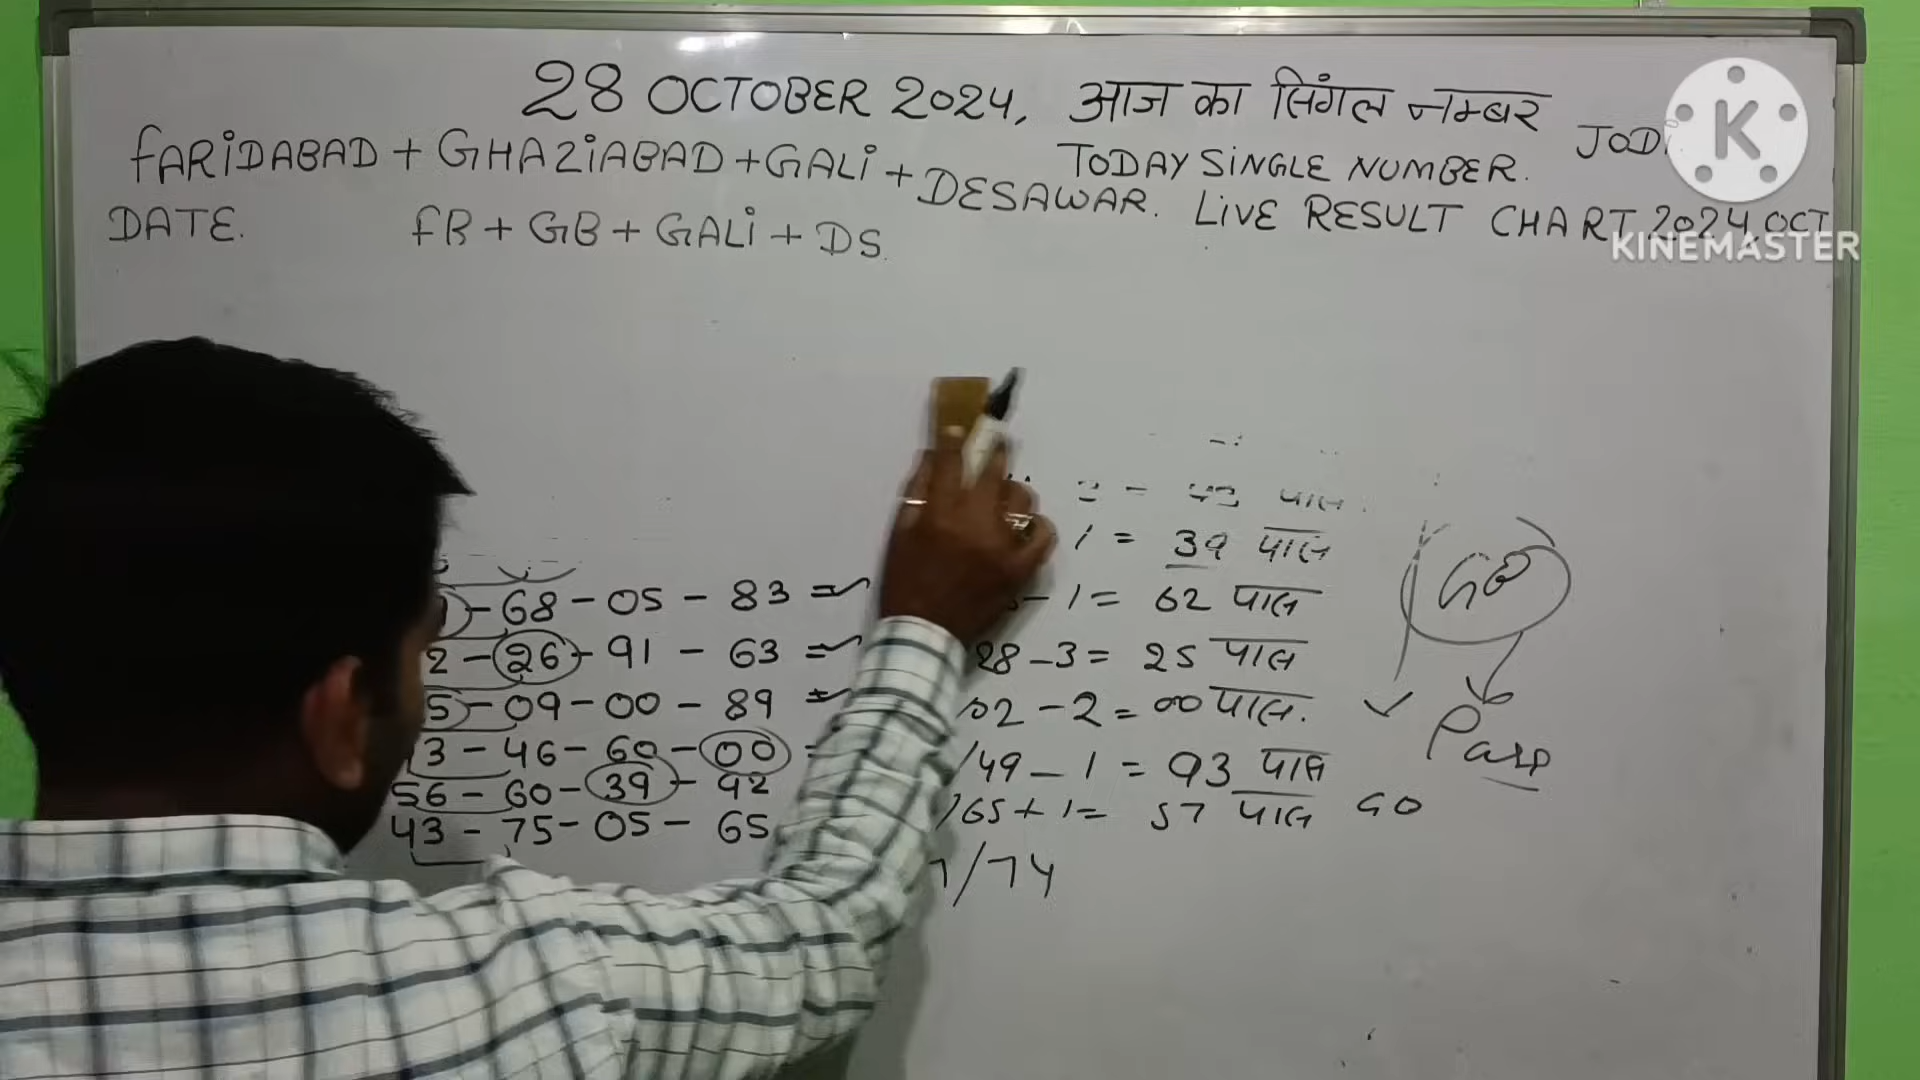 28 OCTOBER 2024, आज का सिंगल नम्बर
FARIDABAD + GHAZIABAD + GALI + DESAWAR.
TODAY SINGLE NUMBER.
JODI
LIVE RESULT CHART 2024, OCT
DATE. FB + GB + GALI + DS.
K
KINEMASTER
- 43 पास.
1 = 39 पास
-68-05-83 = - 1 = 62 पास
2-26-91-63 = 28-3 = 25 पास
5-09-00-89 = 02-2 = 00 पास.
3-46-60-00 = /49-1 = 93 पास
56-60-39-92 /65+1= 57 पास GO
43-75-05-65
/74
GB
Pass